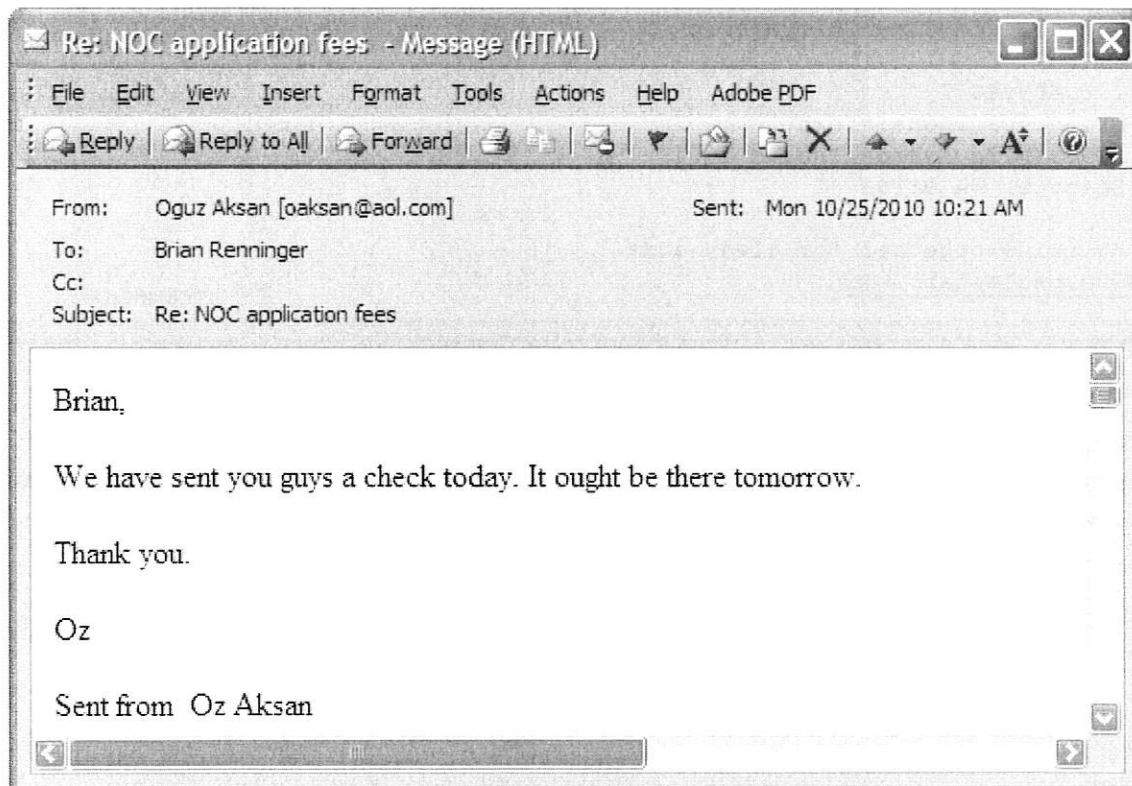 Re: NOC application fees - Message (HTML)
File Edit View Insert Format Tools Actions Help Adobe PDF
Reply Reply to All Forward
From: Oguz Aksan [oaksan@aol.com] Sent: Mon 10/25/2010 10:21 AM
To: Brian Renninger
Cc:
Subject: Re: NOC application fees
Brian,
We have sent you guys a check today. It ought be there tomorrow.
Thank you.
Oz
Sent from Oz Aksan